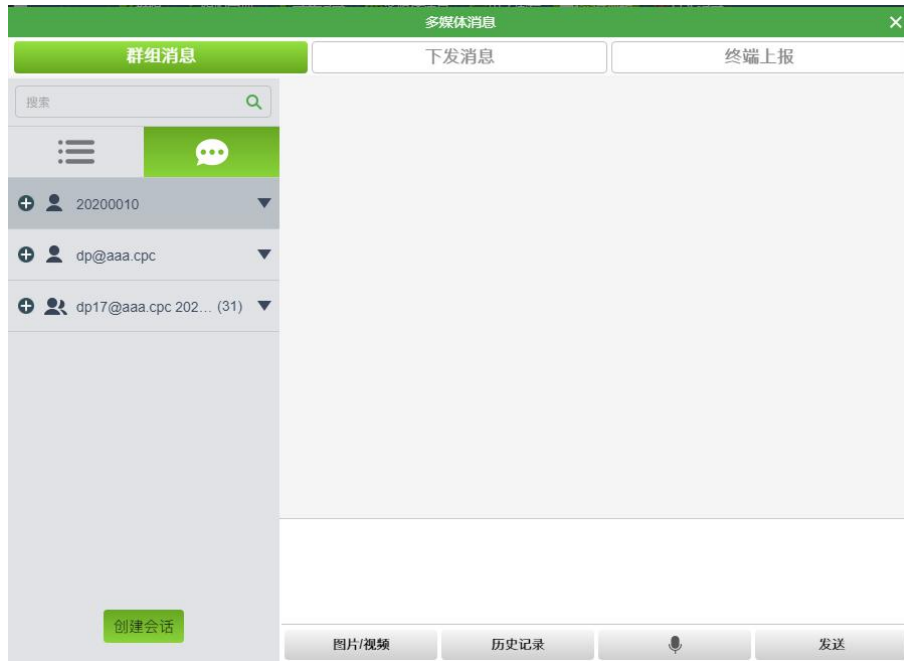 多媒体消息
群组消息
下发消息
终端上报
搜索
20200010
dp@aaa.cpc
dp17@aaa.cpc 202... (31)
创建会话
图片/视频
历史记录
发送